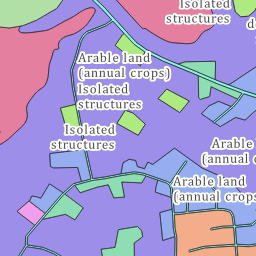 Isolated
structures
Arable land
(annual crops)
Isolated
structures
Isolated
structures
Arable
(annual c
Arable land
(annual crops